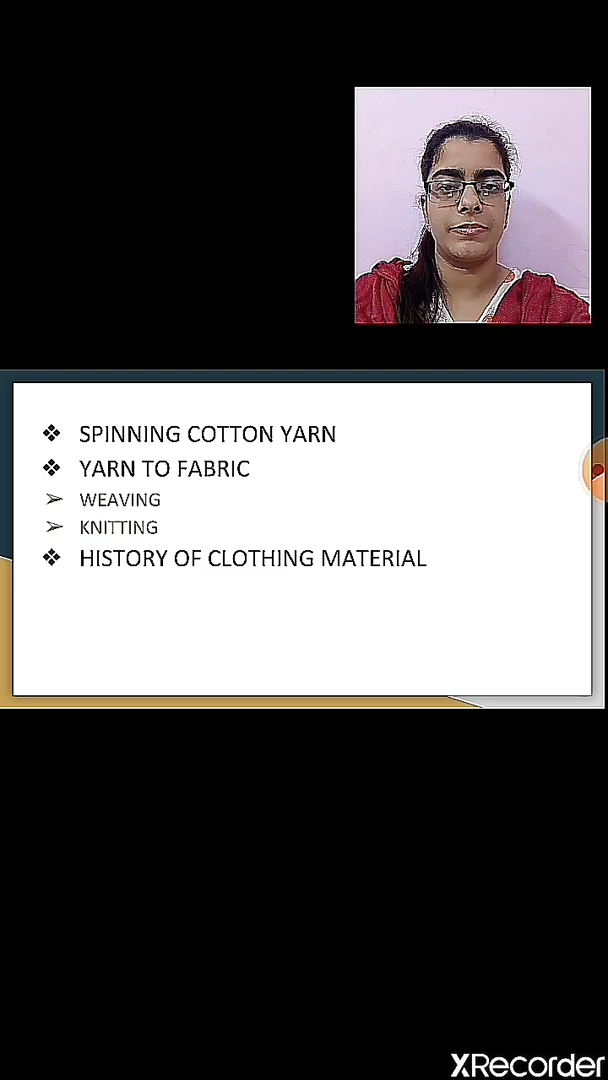 ❖ SPINNING COTTON YARN
❖ YARN TO FABRIC
➢ WEAVING
➢ KNITTING
❖ HISTORY OF CLOTHING MATERIAL
XRecorder